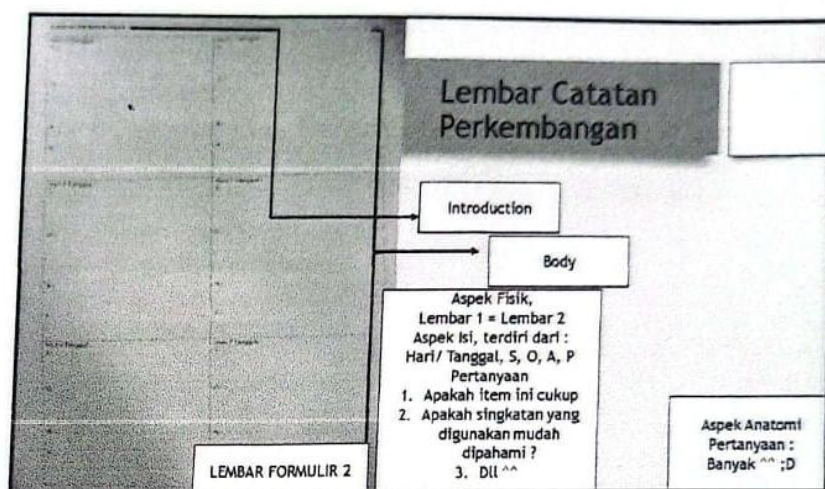 Lembar Catatan
Perkembangan
Introduction
Body
Aspek Fisik,
Lembar 1 = Lembar 2
Aspek Isi, terdiri dari :
Hari/ Tanggal, S, O, A, P
Pertanyaan
1. Apakah item ini cukup
2. Apakah singkatan yang
digunakan mudah
dipahami ?
3. Dll ^^
LEMBAR FORMULIR 2
Aspek Anatomi
Pertanyaan :
Banyak ^^ ;D